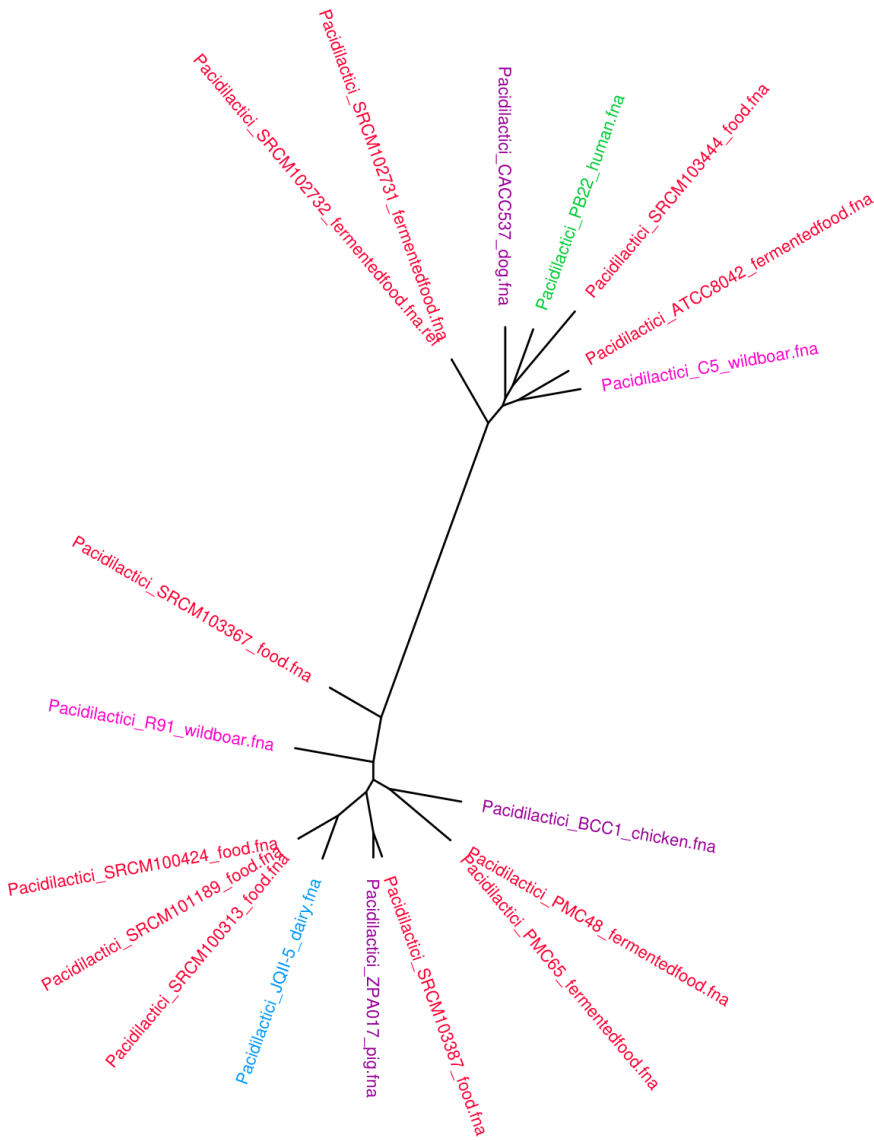 Pacidilactici_SRCM102731_fermentedfood.fna
Pacidilactici_SRCM102732_fermentedfood.fna.ref
Pacidilactici_CACC537_dog.fna
Pacidilactici_PB22_human.fna
Pacidilactici_SRCM103444_food.fna
Pacidilactici_ATCC8042_fermentedfood.fna
Pacidilactici_C5_wildboar.fna
Pacidilactici_SRCM103367_food.fna
Pacidilactici_R91_wildboar.fna
Pacidilactici_BCC1_chicken.fna
Pacidilactici_SRCM100424_food.fna
Pacidilactici_SRCM101189_food.fna
Pacidilactici_SRCM100313_food.fna
Pacidilactici_JQII-5_dairy.fna
Pacidilactici_ZPA017_pig.fna
Pacidilactici_SRCM103387_food.fna
Pacidilactici_PMC65_fermentedfood.fna
Pacidilactici_PMC48_fermentedfood.fna